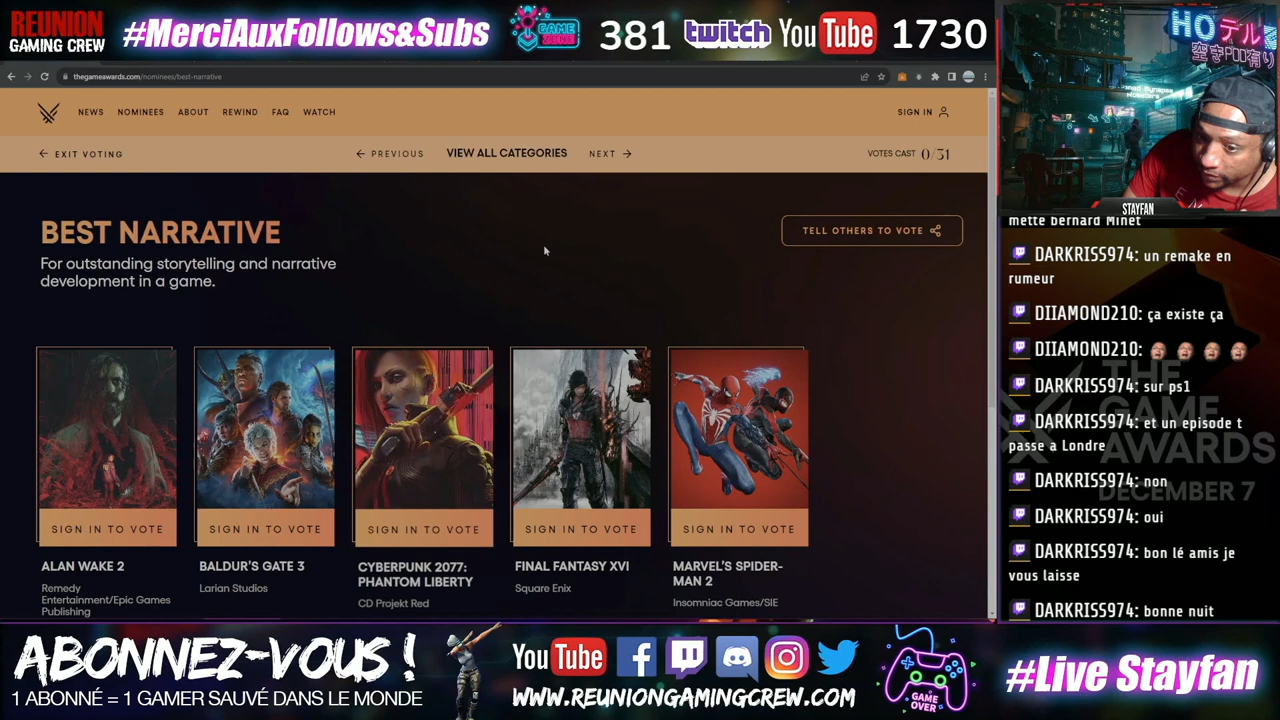 REUNION
GAMING CREW
#MerciAuxFollows&Subs
GAME
ZONE
381
twitch
YouTube
1730
thegameawards.com/nominees/best-narrative
NEWS
NOMINEES
ABOUT
REWIND
FAQ
WATCH
SIGN IN
EXIT VOTING
PREVIOUS
VIEW ALL CATEGORIES
NEXT
VOTES CAST 0/31
BEST NARRATIVE
For outstanding storytelling and narrative
development in a game.
TELL OTHERS TO VOTE
SIGN IN TO VOTE
SIGN IN TO VOTE
SIGN IN TO VOTE
SIGN IN TO VOTE
SIGN IN TO VOTE
ALAN WAKE 2
Remedy
Entertainment/Epic Games
Publishing
BALDUR'S GATE 3
Larian Studios
CYBERPUNK 2077:
PHANTOM LIBERTY
CD Projekt Red
FINAL FANTASY XVI
Square Enix
MARVEL'S SPIDER-
MAN 2
Insomniac Games/SIE
STAYFAN
mette bernard Minet
DARKRISS974: un remake en
rumeur
DIIAMOND210: ça existe ça
DIIAMOND210:
DARKRISS974: sur ps1
DARKRISS974: et un episode t
passe a Londre
DARKRISS974: non
DARKRISS974: oui
DARKRISS974: bon lé amis je
vous laisse
DARKRISS974: bonne nuit
THE
GAME
AWARDS
DECEMBER 7
ABONNEZ-VOUS !
1 ABONNÉ = 1 GAMER SAUVÉ DANS LE MONDE
YouTube
WWW.REUNIONGAMINGCREW.COM
GAME
OVER
#Live Stayfan